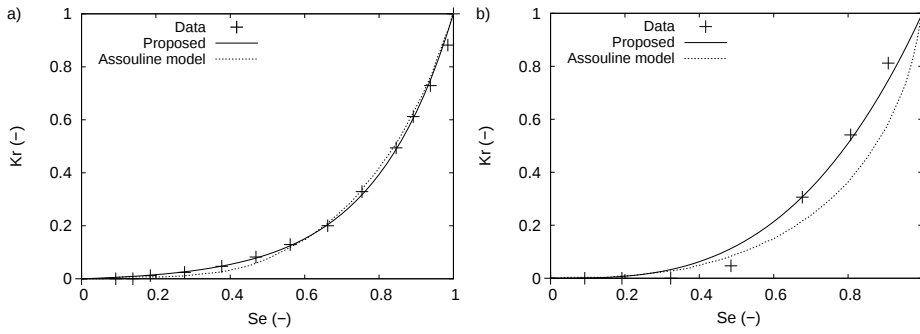 a)
Kr (−)
1
0.8
0.6
0.4
0.2
0
Data
Proposed
Assouline model
0 0.2 0.4 0.6 0.8 1
Se (−)
b)
Kr (−)
1
0.8
0.6
0.4
0.2
0
Data
Proposed
Assouline model
0 0.2 0.4 0.6 0.8
Se (−)